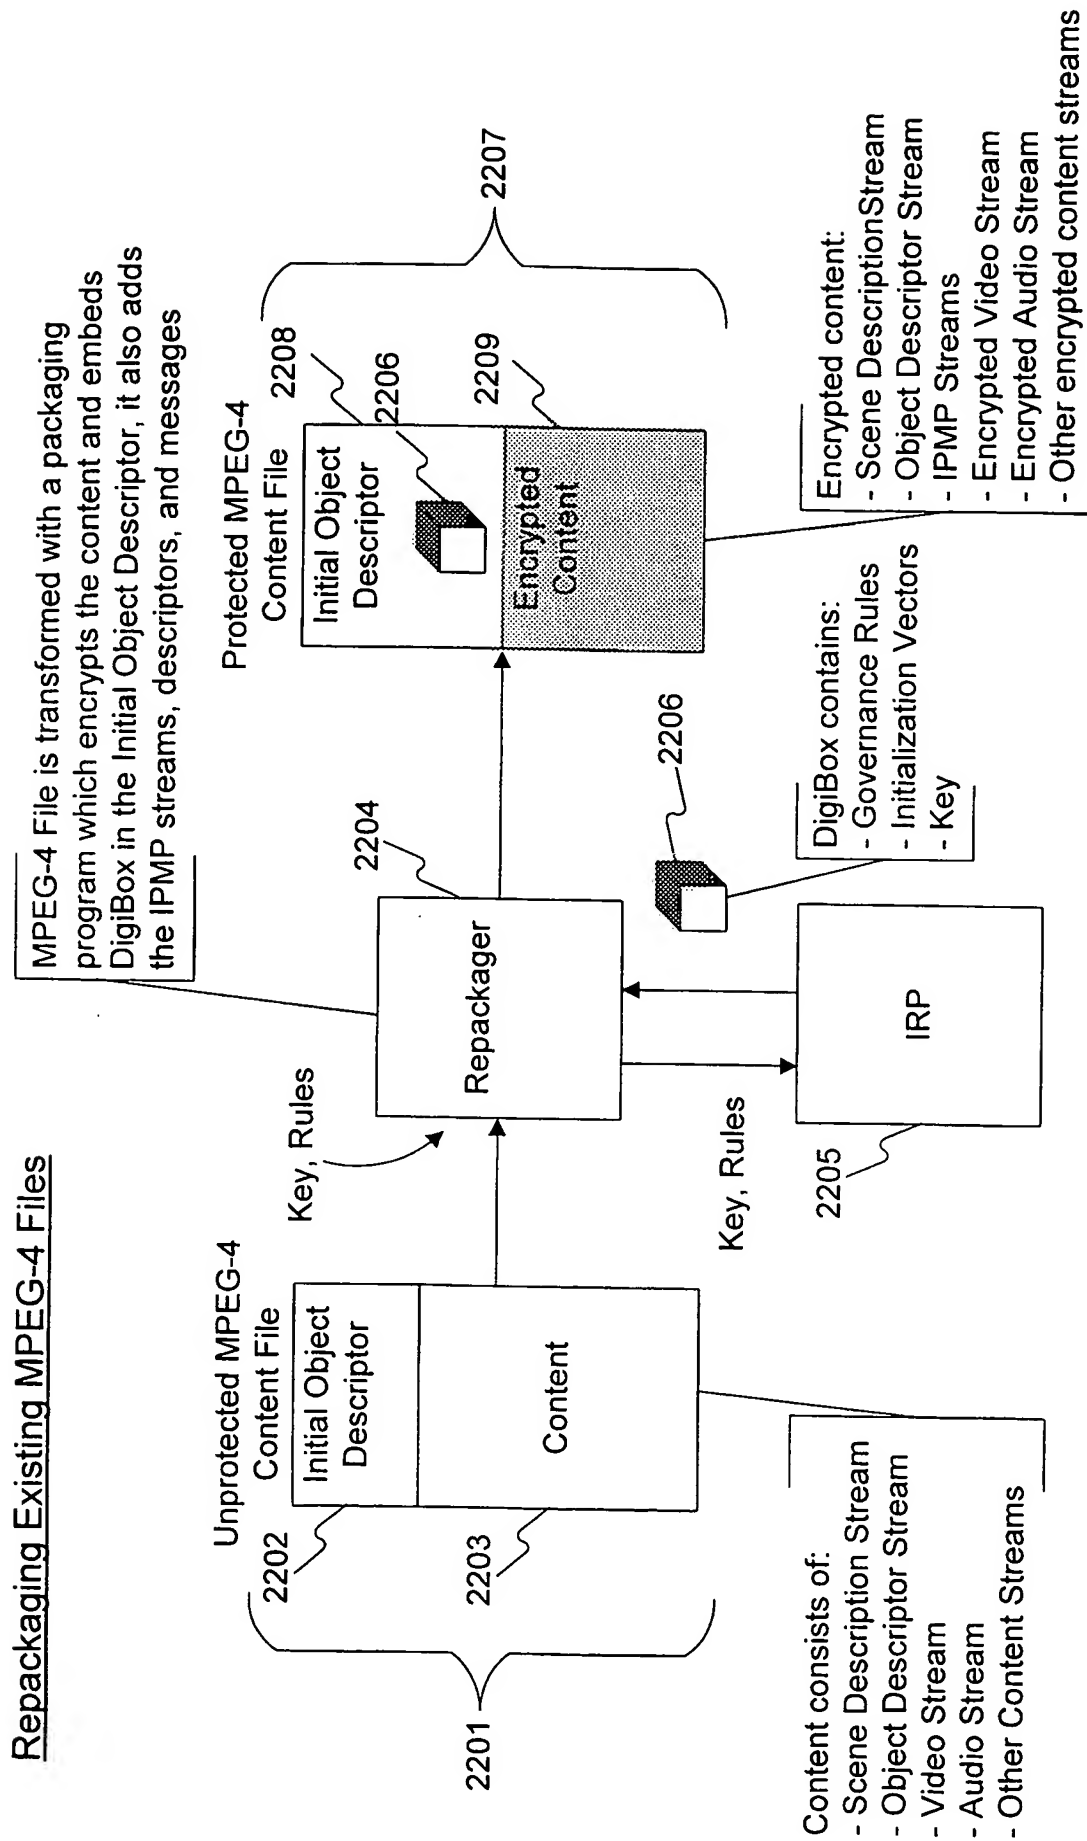 Repackaging Existing MPEG-4 Files
MPEG-4 File is transformed with a packaging
program which encrypts the content and embeds
DigiBox in the Initial Object Descriptor, it also adds
the IPMP streams, descriptors, and messages
Unprotected MPEG-4
Content File
2202
Initial Object
Descriptor
2203
Content
2201
Content consists of:
- Scene Description Stream
- Object Descriptor Stream
- Video Stream
- Audio Stream
- Other Content Streams
Key, Rules
2204
Repackager
Key, Rules
2205
IRP
2206
DigiBox contains:
- Governance Rules
- Initialization Vectors
- Key
Protected MPEG-4
Content File
Initial Object
Descriptor
2208
2206
2209
Encrypted
Content
2207
Encrypted content:
- Scene DescriptionStream
- Object Descriptor Stream
- IPMP Streams
- Encrypted Video Stream
- Encrypted Audio Stream
- Other encrypted content streams